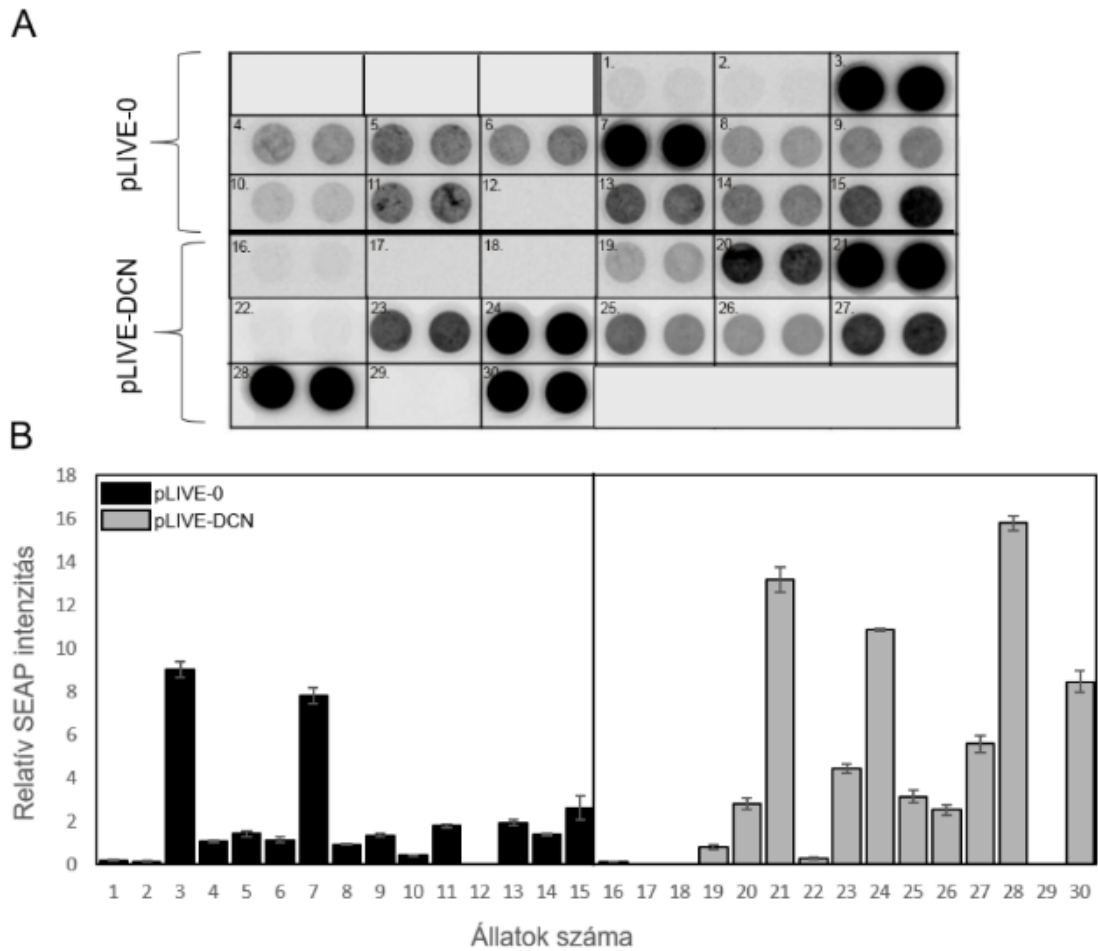 A
pLIVE-0
pLIVE-DCN
1. 2. 3.
4. 5. 6. 7 8. 9.
10. 11. 12. 13 14. 15
16. 17. 18. 19. 20. 21
22. 23. 24. 25. 26. 27.
28. 29. 30
B
Relatív SEAP intenzitás
18
16
14
12
10
8
6
4
2
0
pLIVE-0
pLIVE-DCN
1 2 3 4 5 6 7 8 9 10 11 12 13 14 15 16 17 18 19 20 21 22 23 24 25 26 27 28 29 30
Állatok száma